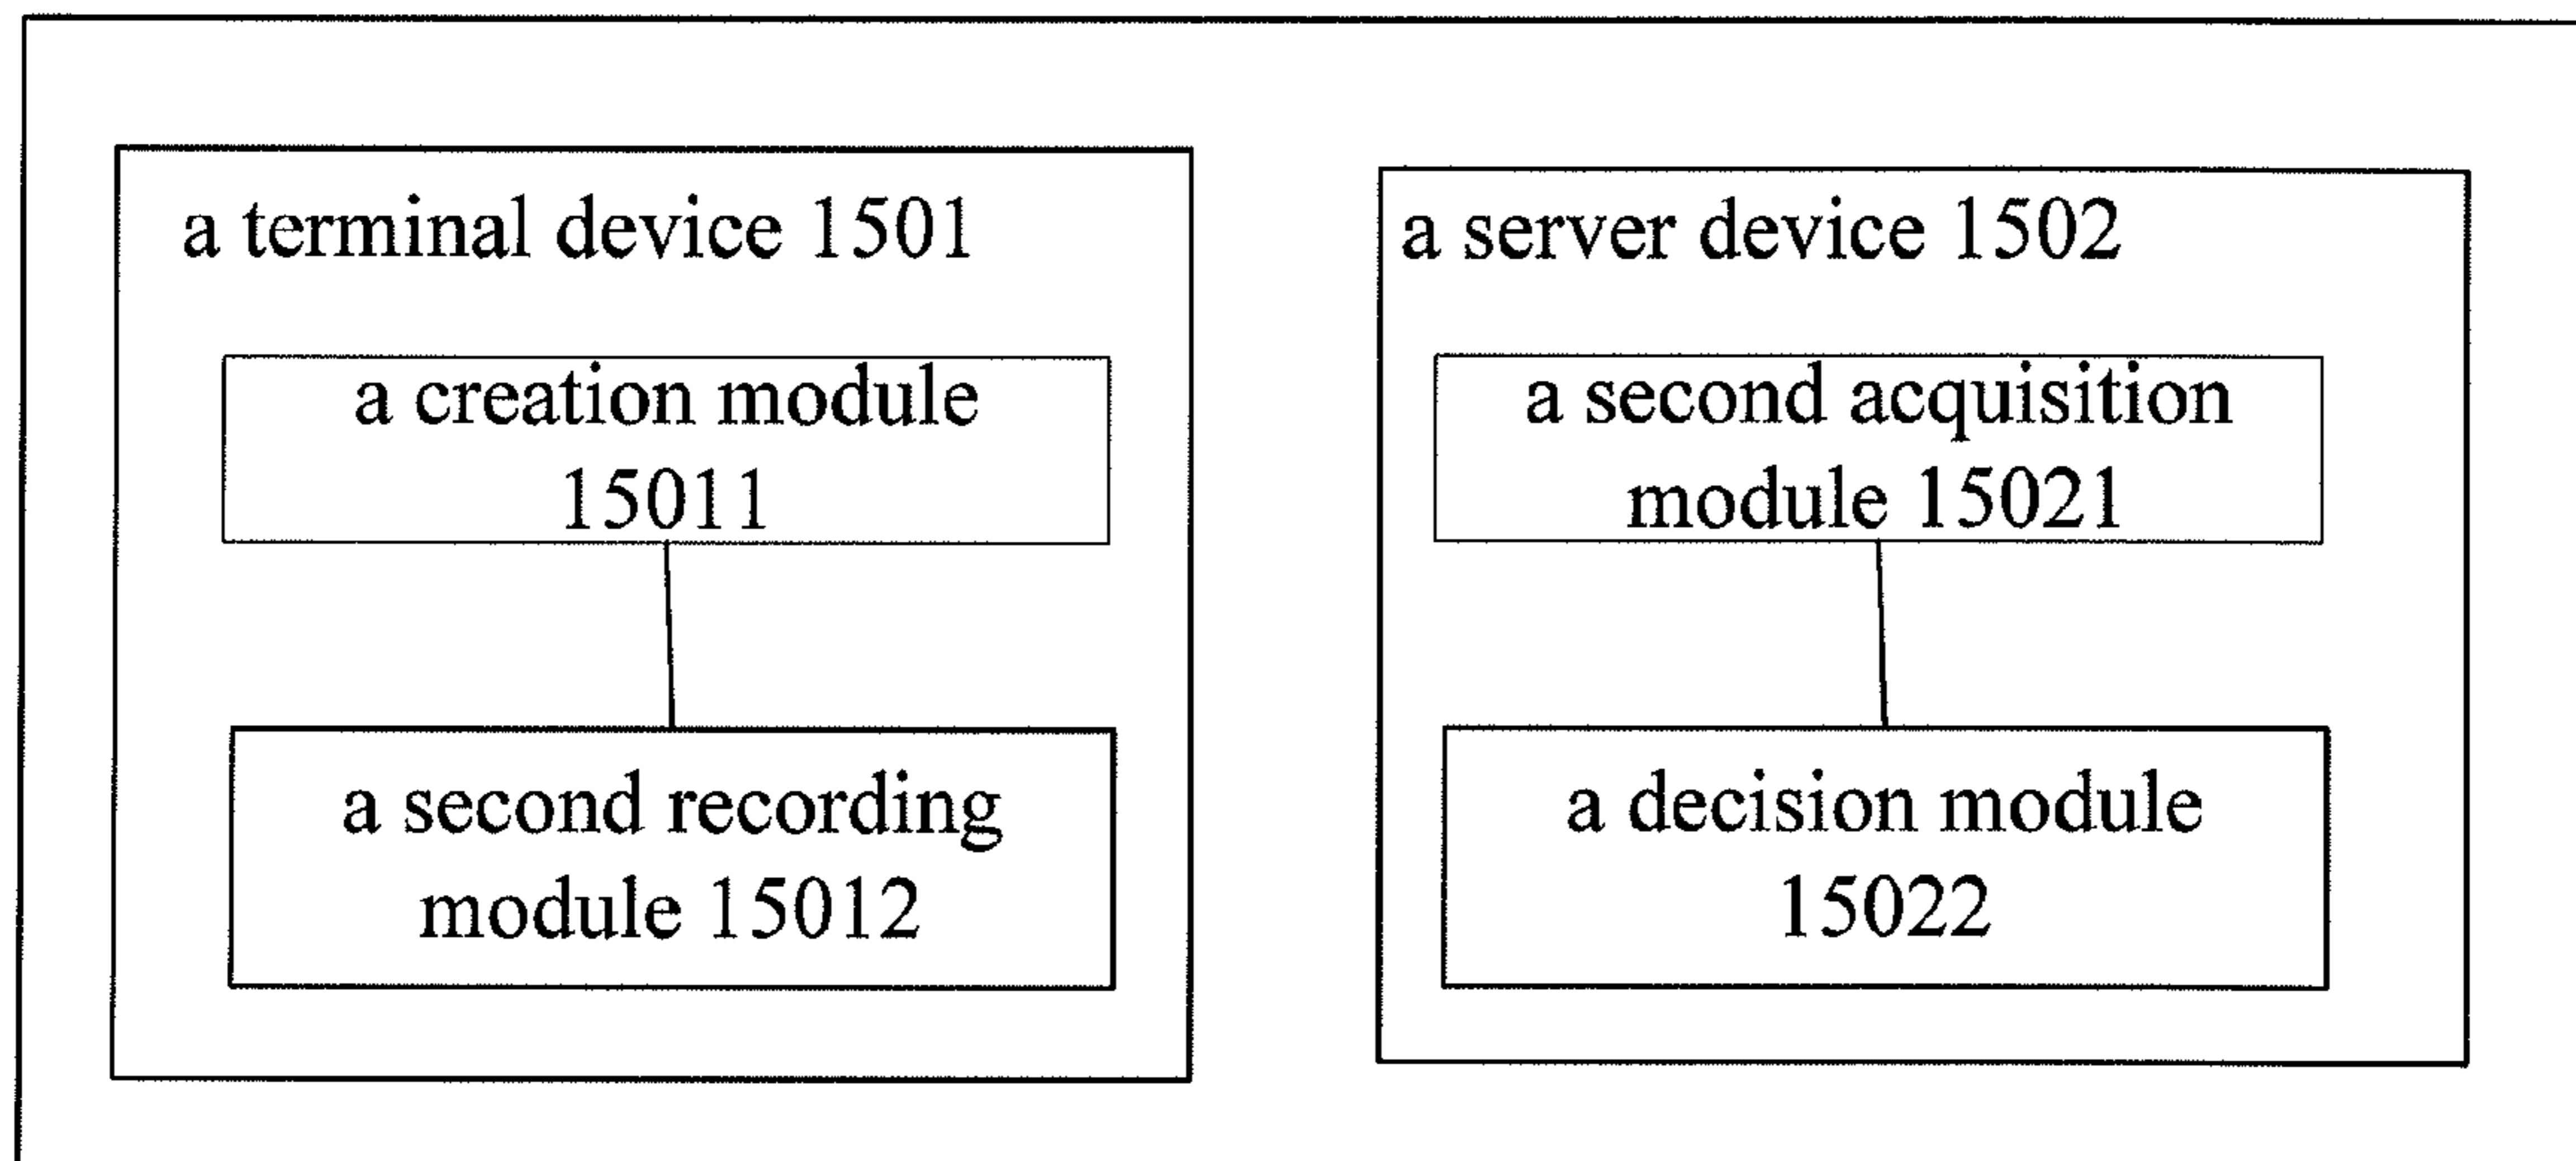 a terminal device 1501
a creation module
15011
a second recording
module 15012
a server device 1502
a second acquisition
module 15021
a decision module
15022